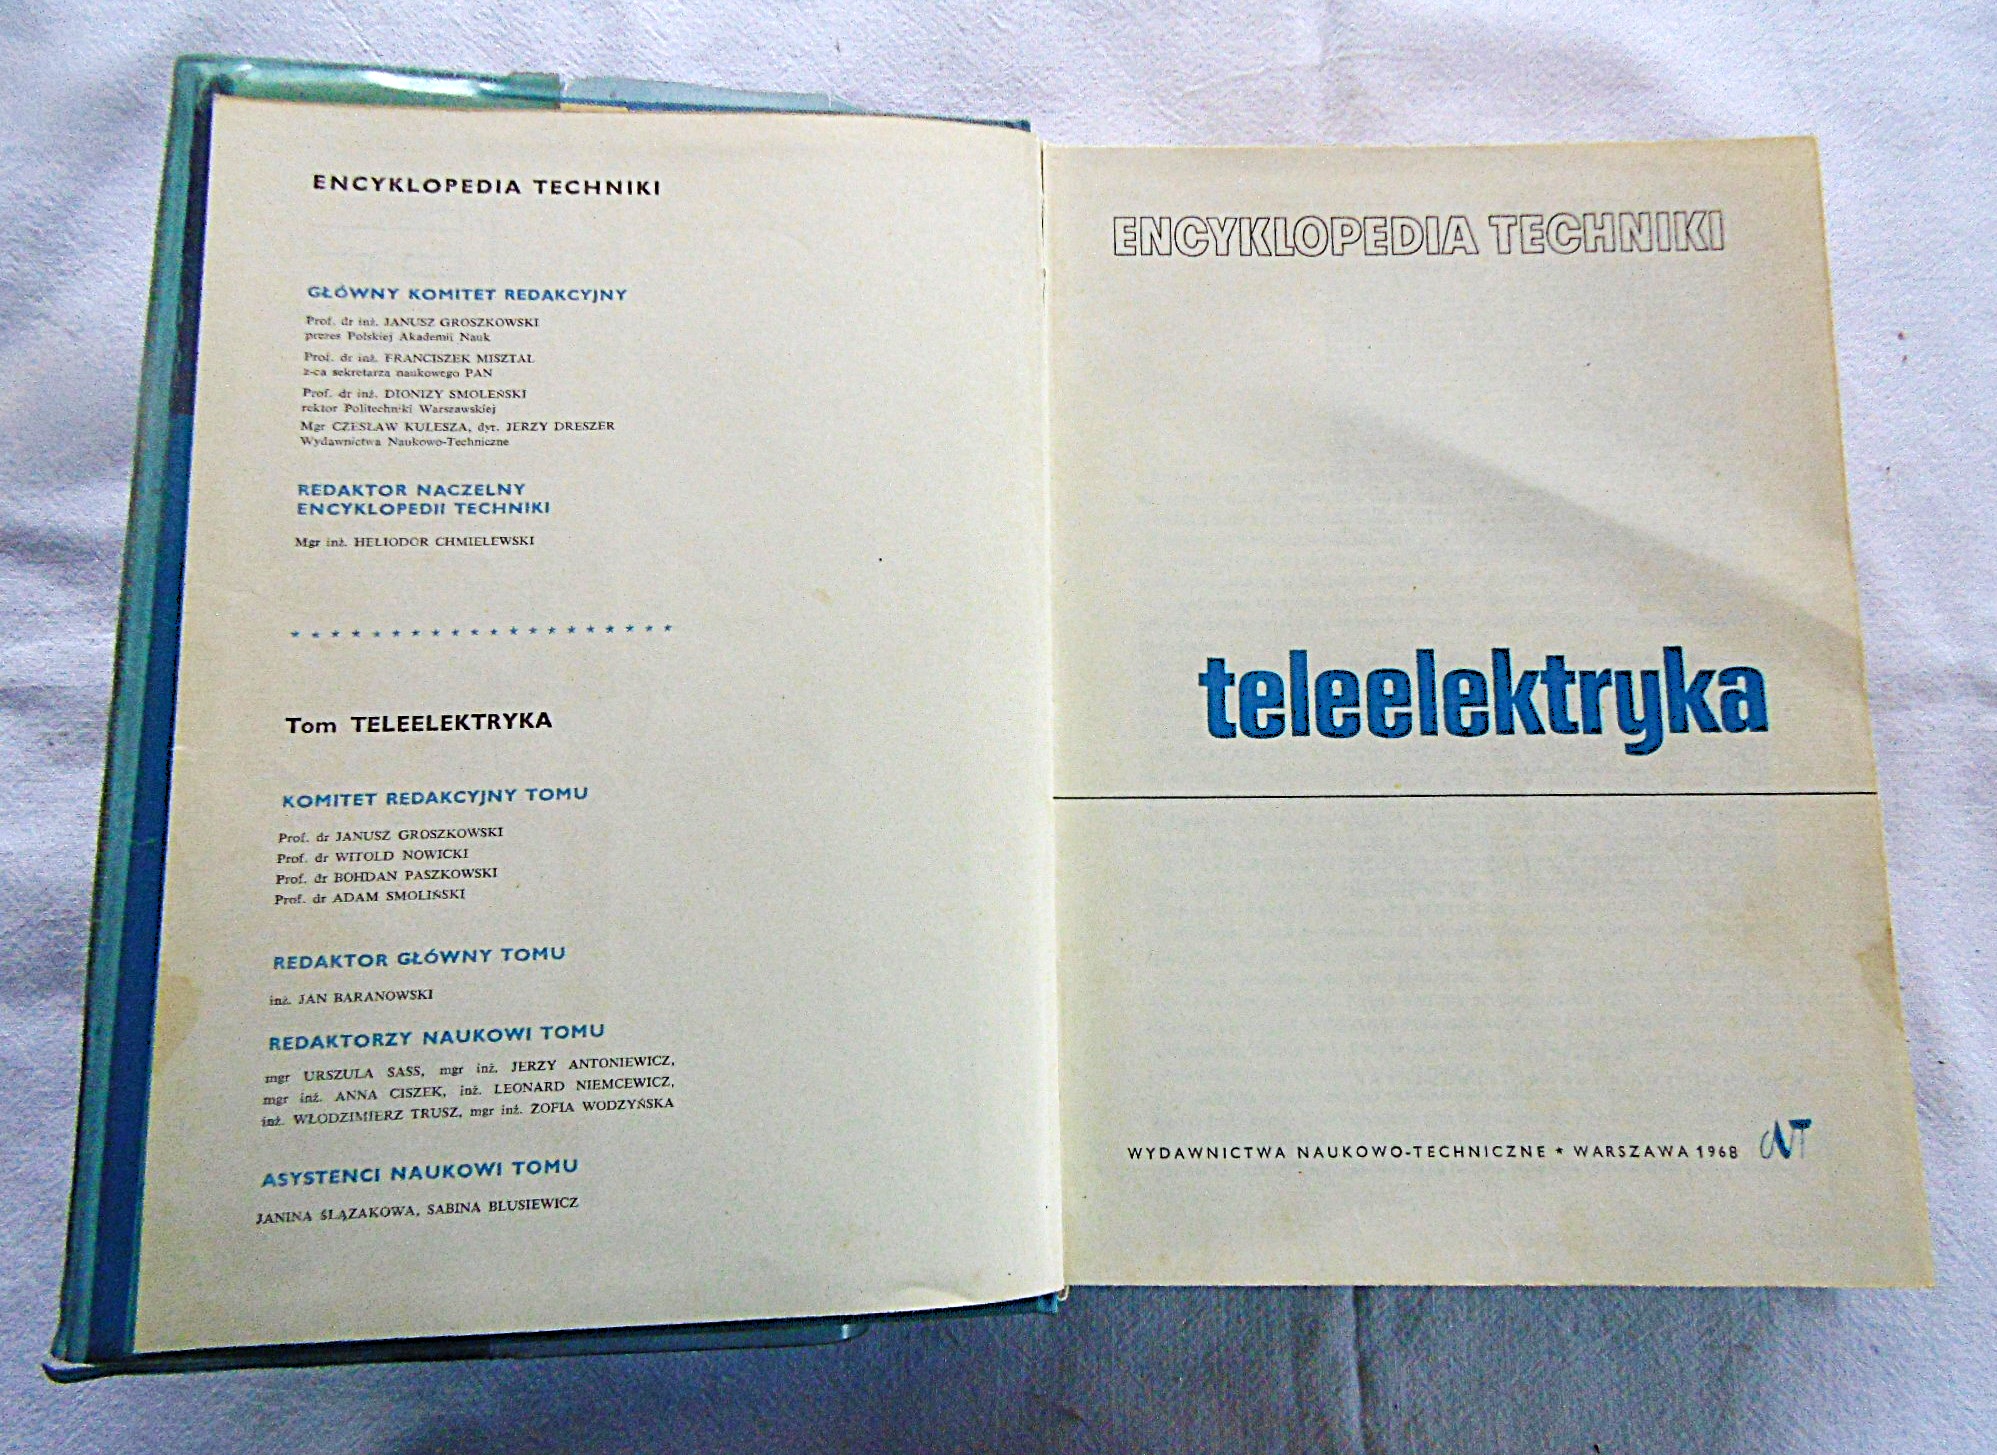 ENCYKLOPEDIA TECHNIKI
GŁÓWNY KOMITET REDAKCYJNY
Prof. dr inż. JANUSZ GROSZKOWSKI
prezes Polskiej Akademii Nauk
Prof. dr inż. FRANCISZEK MISZTAL
z-ca sekretarza naukowego PAN
Prof. dr inż. DIONIZY SMOLEŃSKI
rektor Politechniki Warszawskiej
Mgr CZESŁAW KULESZA, dyr. JERZY DRESZER
Wydawnictwa Naukowo-Techniczne
REDAKTOR NACZELNY
ENCYKLOPEDII TECHNIKI
Mgr inż. HELIODOR CHMIELEWSKI
* * * * * * * * * * * * * * * * * * * *
Tom TELEELEKTRYKA
KOMITET REDAKCYJNY TOMU
Prof. dr JANUSZ GROSZKOWSKI
Prof. dr WITOLD NOWICKI
Prof. dr BOHDAN PASZKOWSKI
Prof. dr ADAM SMOLIŃSKI
REDAKTOR GŁÓWNY TOMU
inż. JAN BARANOWSKI
REDAKTORZY NAUKOWI TOMU
mgr URSZULA SASS, mgr inż. JERZY ANTONIEWICZ,
mgr inż. ANNA CISZEK, inż. LEONARD NIEMCEWICZ,
inż. WŁODZIMIERZ TRUSZ, mgr inż. ZOFIA WODZYŃSKA
ASYSTENCI NAUKOWI TOMU
JANINA ŚLĄZAKOWA, SABINA BLUSIEWICZ
ENCYKLOPEDIA TECHNIKI
teleelektryka
WYDAWNICTWA NAUKOWO-TECHNICZNE * WARSZAWA 1968 WNT